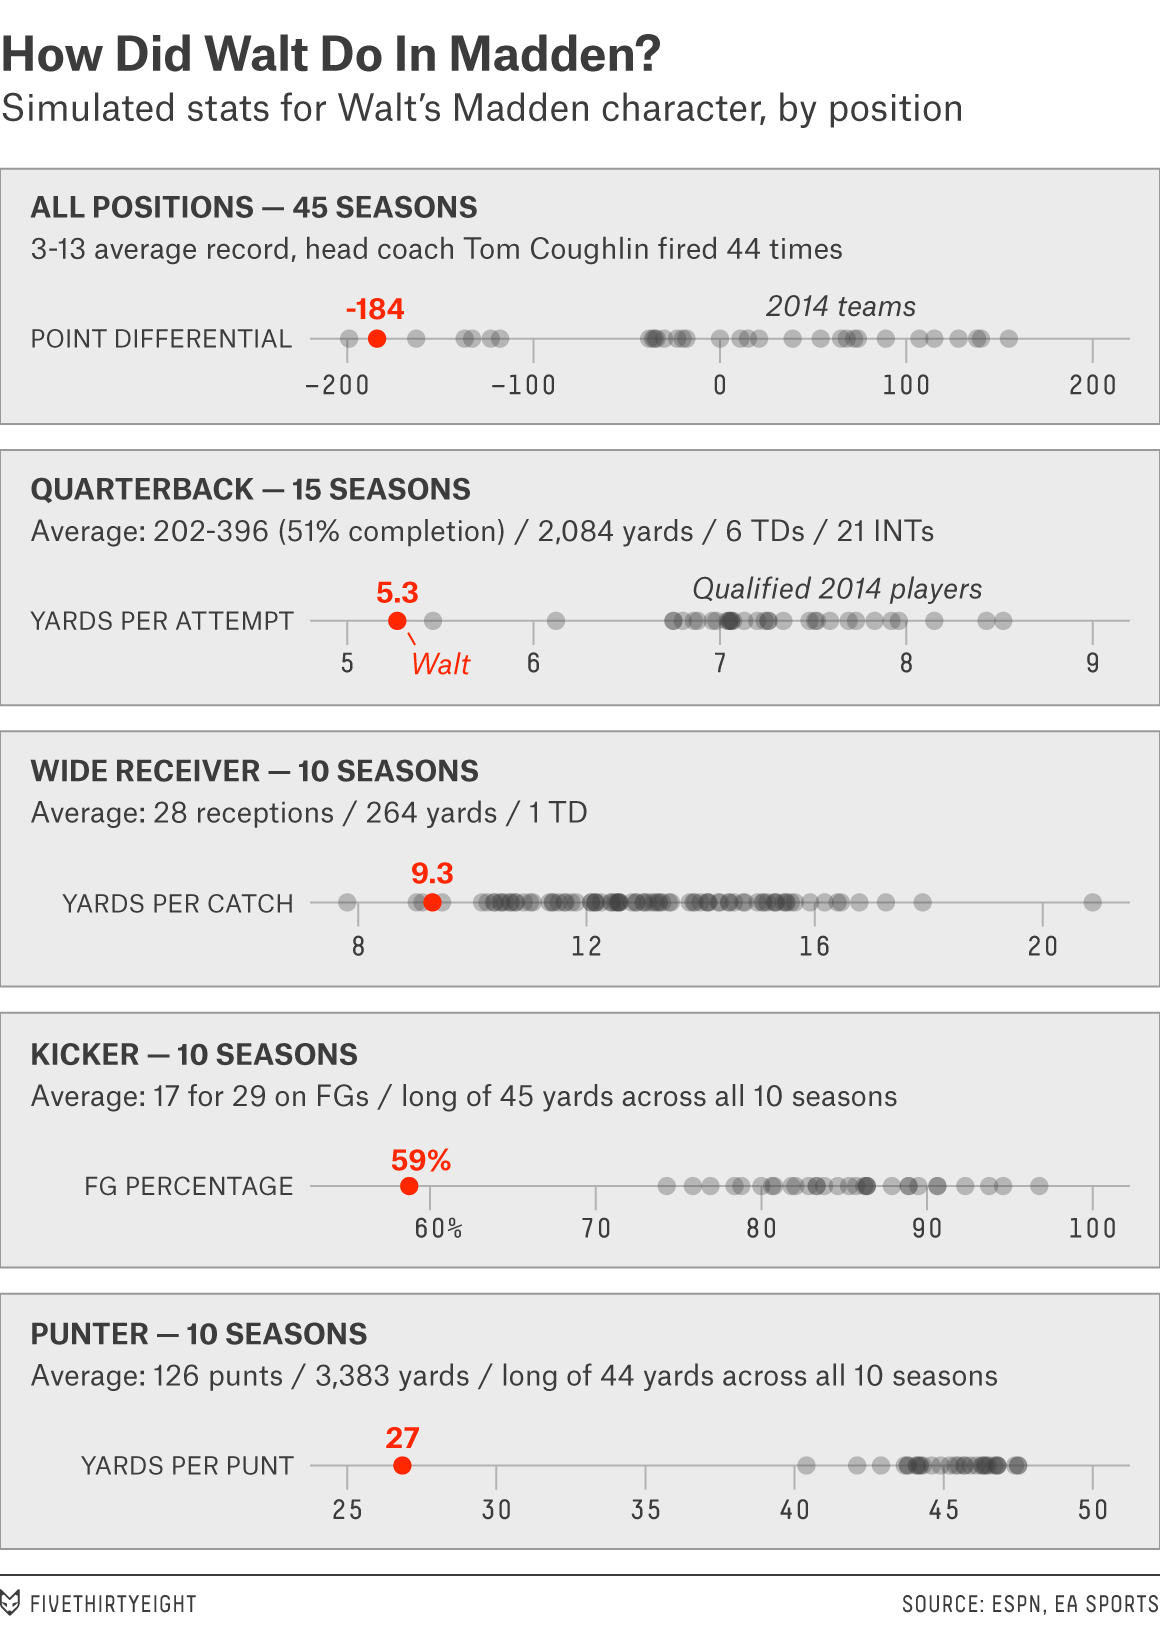 How Did Walt Do In Madden?
Simulated stats for Walt's Madden character, by position
ALL POSITIONS — 45 SEASONS
3-13 average record, head coach Tom Coughlin fired 44 times
-184
2014 teams
POINT DIFFERENTIAL
-200 -100 0 100 200
QUARTERBACK — 15 SEASONS
Average: 202-396 (51% completion) / 2,084 yards / 6 TDs / 21 INTs
5.3
Qualified 2014 players
YARDS PER ATTEMPT
Walt
5 6 7 8 9
WIDE RECEIVER — 10 SEASONS
Average: 28 receptions / 264 yards / 1 TD
9.3
YARDS PER CATCH
8 12 16 20
KICKER — 10 SEASONS
Average: 17 for 29 on FGs / long of 45 yards across all 10 seasons
59%
FG PERCENTAGE
60% 70 80 90 100
PUNTER — 10 SEASONS
Average: 126 punts / 3,383 yards / long of 44 yards across all 10 seasons
27
YARDS PER PUNT
25 30 35 40 45 50
FIVETHIRTYEIGHT
SOURCE: ESPN, EA SPORTS